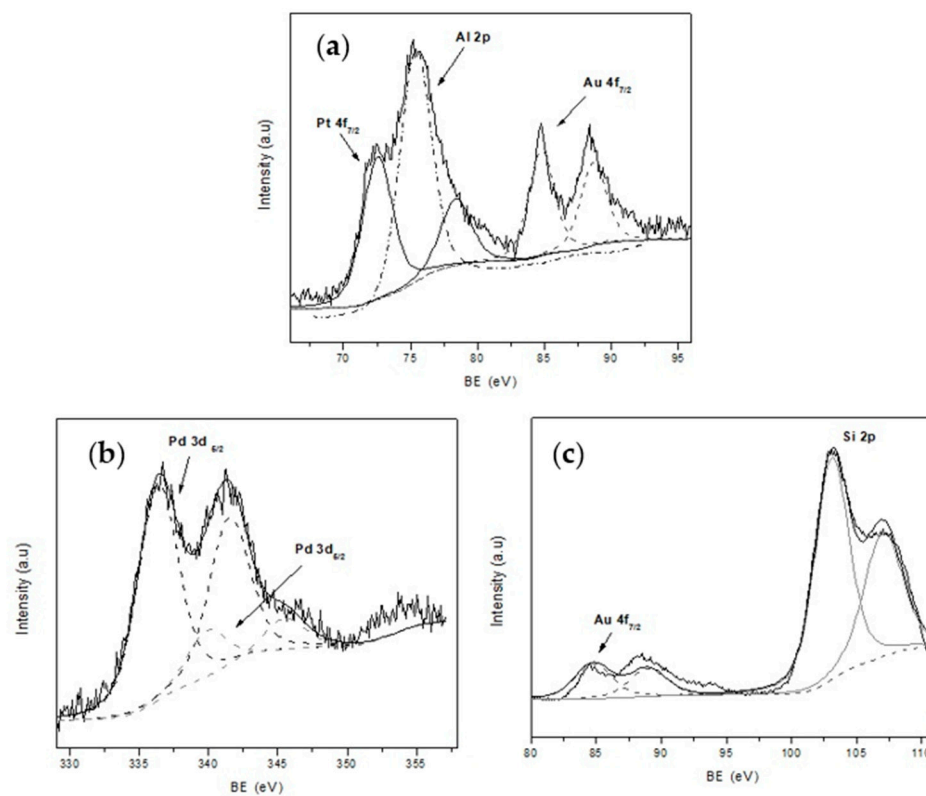 (a)
Al 2p
Au 4f7/2
Pt 4f7/2
Intensity (a.u)
70 75 80 85 90 95
BE (eV)
(b)
Pd 3d 5/2
Pd 3d5/2
Intensity (a.u)
330 335 340 345 350 355
BE (eV)
(c)
Si 2p
Au 4f7/2
Intensity (a.u)
80 85 90 95 100 105 110
BE (eV)